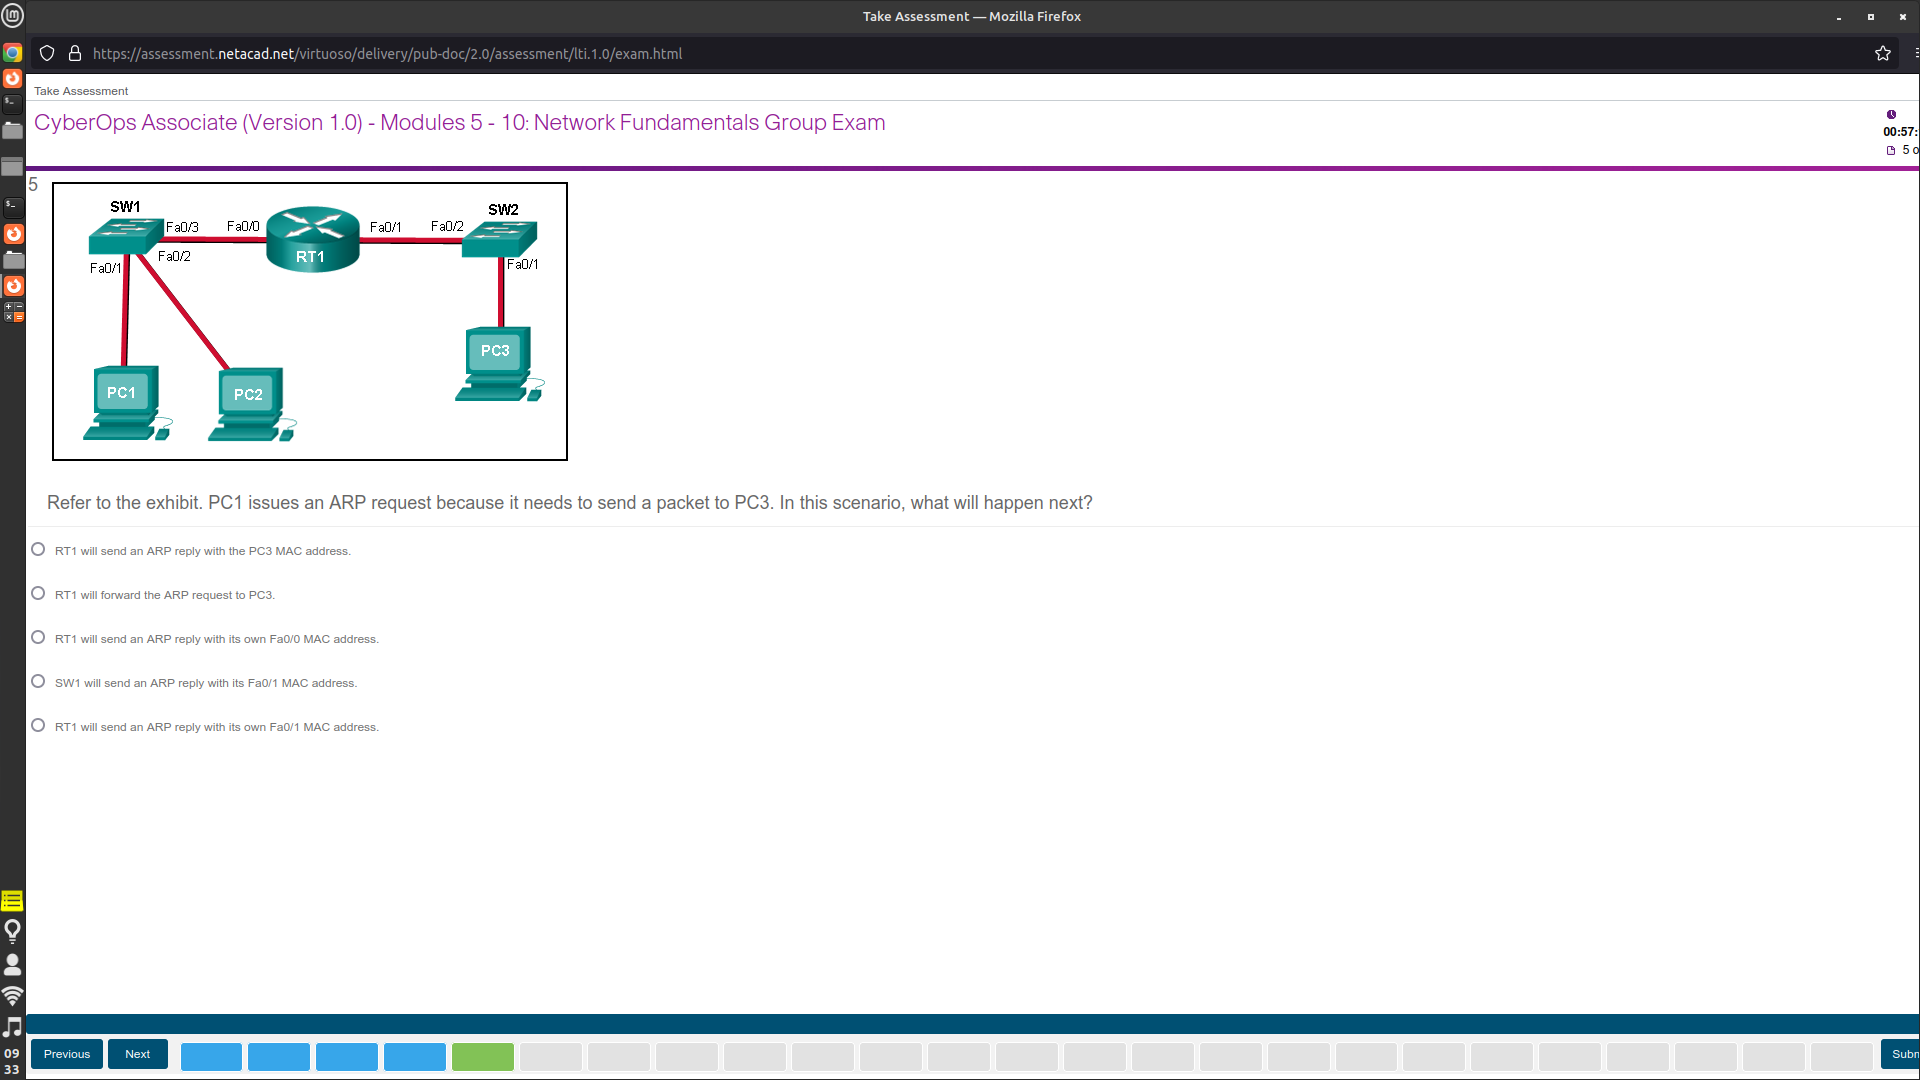 Take Assessment — Mozilla Firefox
https://assessment.netacad.net/virtuoso/delivery/pub-doc/2.0/assessment/lti.1.0/exam.html
Take Assessment
CyberOps Associate (Version 1.0) - Modules 5 - 10: Network Fundamentals Group Exam
00:57:
5 o
5
SW1
SW2
Fa0/3
Fa0/0
Fa0/1
Fa0/2
RT1
Fa0/2
Fa0/1
Fa0/1
PC3
PC1
PC2
Refer to the exhibit. PC1 issues an ARP request because it needs to send a packet to PC3. In this scenario, what will happen next?
RT1 will send an ARP reply with the PC3 MAC address.
RT1 will forward the ARP request to PC3.
RT1 will send an ARP reply with its own Fa0/0 MAC address.
SW1 will send an ARP reply with its Fa0/1 MAC address.
RT1 will send an ARP reply with its own Fa0/1 MAC address.
Previous
Next
Subm
09
33